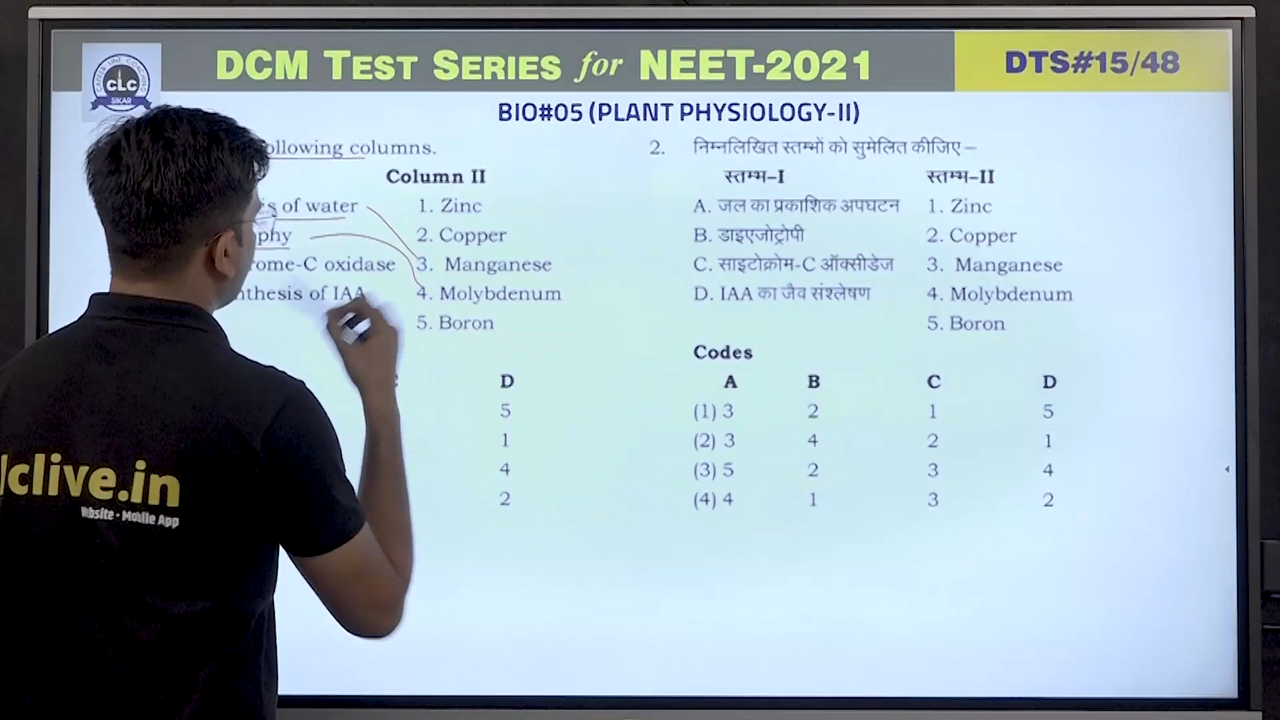 DCM TEST SERIES for NEET-2021
DTS#15/48
CLC
SIKAR
BIO#05 (PLANT PHYSIOLOGY-II)
ollowing columns.
Column II
s of water 1. Zinc
phy 2. Copper
rome-C oxidase 3. Manganese
nthesis of IAA 4. Molybdenum
5. Boron
D
5
1
4
2
2. निम्नलिखित स्तम्भों को सुमेलित कीजिए –
स्तम्भ-I स्तम्भ-II
A. जल का प्रकाशिक अपघटन 1. Zinc
B. डाइएजोट्रोपी 2. Copper
C. साइटोक्रोम-C ऑक्सीडेज 3. Manganese
D. IAA का जैव संश्लेषण 4. Molybdenum
5. Boron
Codes
A B C D
(1) 3 2 1 5
(2) 3 4 2 1
(3) 5 2 3 4
(4) 4 1 3 2
lclive.in
Website - Mobile App